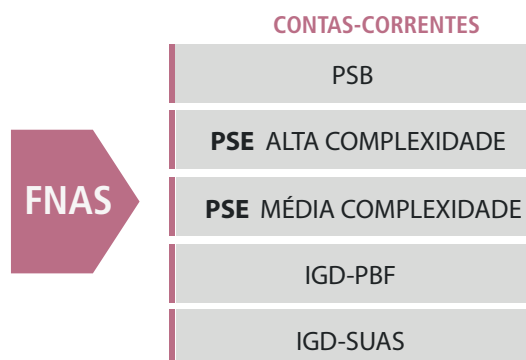 CONTAS-CORRENTES
PSB
PSE ALTA COMPLEXIDADE
FNAS
PSE MÉDIA COMPLEXIDADE
IGD-PBF
IGD-SUAS